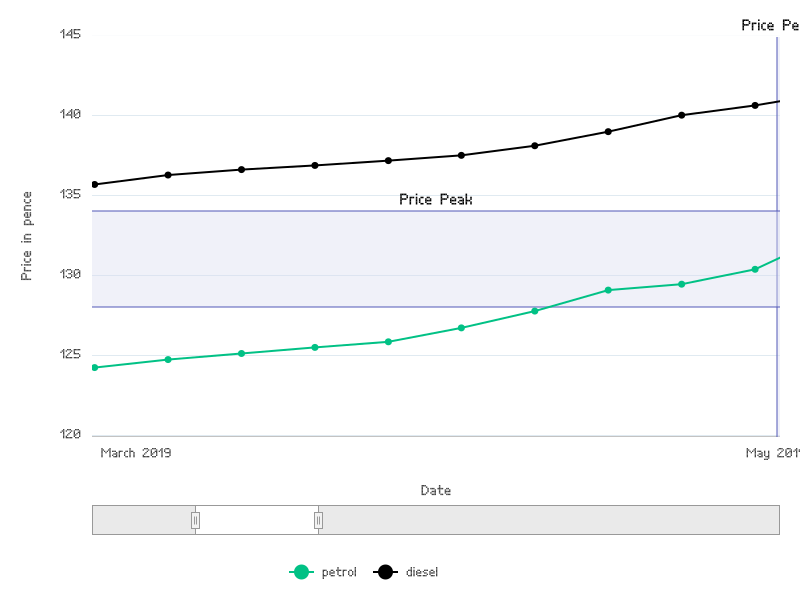 Price Pe
145
140
135
130
125
120
Price in pence
Price Peak
March 2019
May 201
Date
petrol
diesel